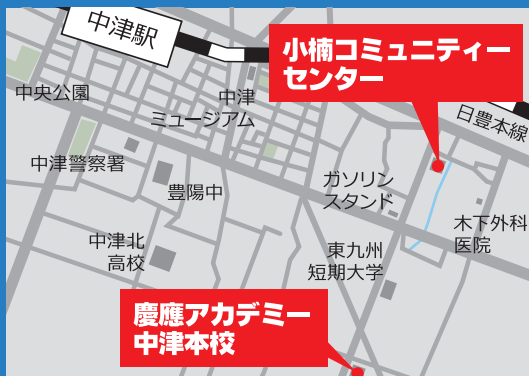 中津駅
小楠コミュニティー
センター
中央公園
中津
ミュージアム
日豊本線
中津警察署
豊陽中
ガソリン
スタンド
木下外科
医院
中津北
高校
東九州
短期大学
慶應アカデミー
中津本校